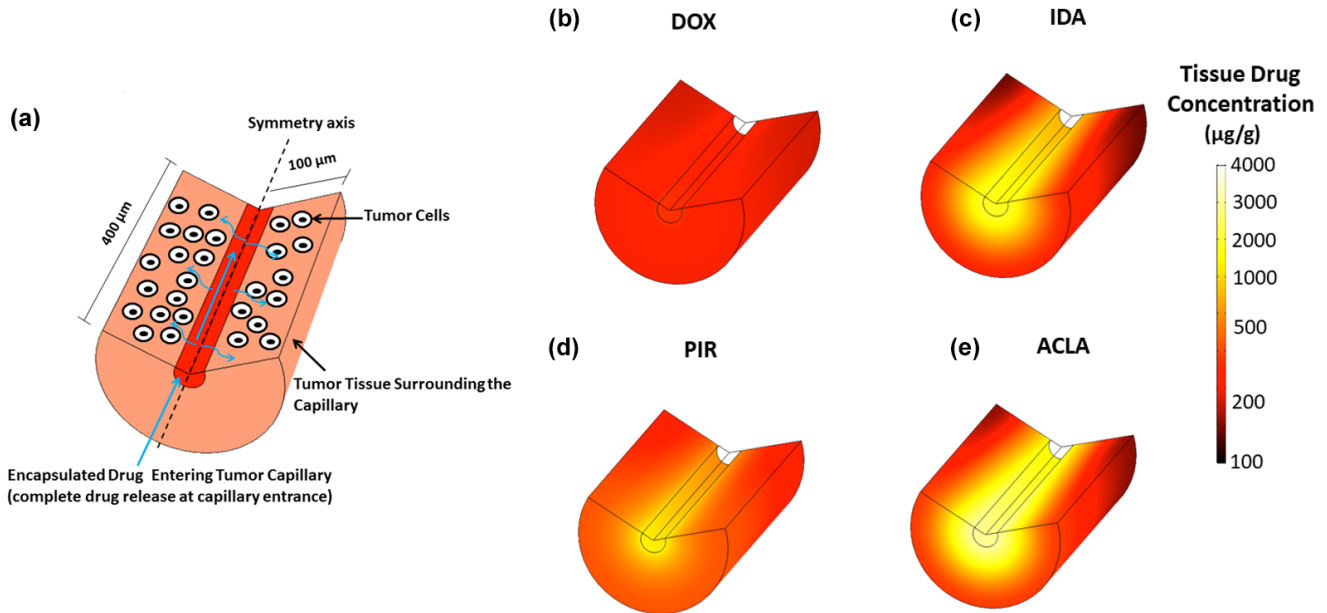 (a)
Symmetry axis
100 µm
400 µm
Tumor Cells
Tumor Tissue Surrounding the
Capillary
Encapsulated Drug Entering Tumor Capillary
(complete drug release at capillary entrance)
(b)
DOX
(c)
IDA
(d)
PIR
(e)
ACLA
Tissue Drug
Concentration
(µg/g)
4000
3000
2000
1000
500
200
100